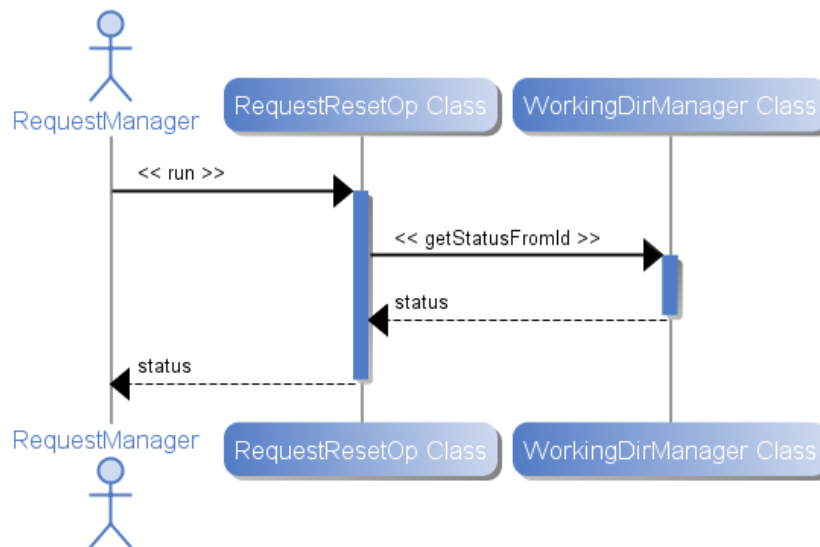 RequestManager
RequestResetOp Class
WorkingDirManager Class
<< run >>
<< getStatusFromId >>
status
status
RequestManager
RequestResetOp Class
WorkingDirManager Class